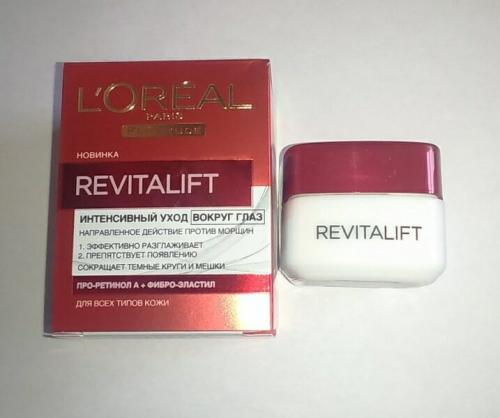 L'ORÉAL
PARIS
НОВИНКА
REVITALIFT
ИНТЕНСИВНЫЙ УХОД ВОКРУГ ГЛАЗ
НАПРАВЛЕННОЕ ДЕЙСТВИЕ ПРОТИВ МОРЩИН
1. ЭФФЕКТИВНО РАЗГЛАЖИВАЕТ
2. ПРЕПЯТСТВУЕТ ПОЯВЛЕНИЮ
СОКРАЩАЕТ ТЕМНЫЕ КРУГИ И МЕШКИ
ПРО-РЕТИНОЛ А + ФИБРО-ЭЛАСТИЛ
ДЛЯ ВСЕХ ТИПОВ КОЖИ
REVITALIFT